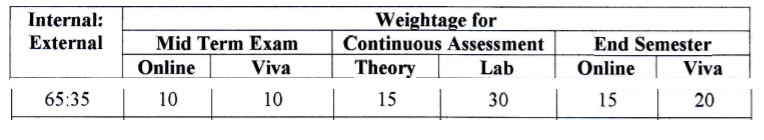 Internal: External Weightage for
Mid Term Exam Continuous Assessment End Semester
Online Viva Theory Lab Online Viva
65:35 10 10 15 30 15 20